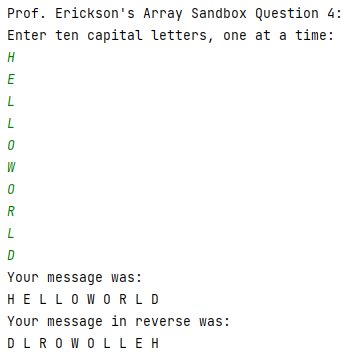 Prof. Erickson's Array Sandbox Question 4:
Enter ten capital letters, one at a time:
H
E
L
L
O
W
O
R
L
D
Your message was:
H E L L O W O R L D
Your message in reverse was:
D L R O W O L L E H